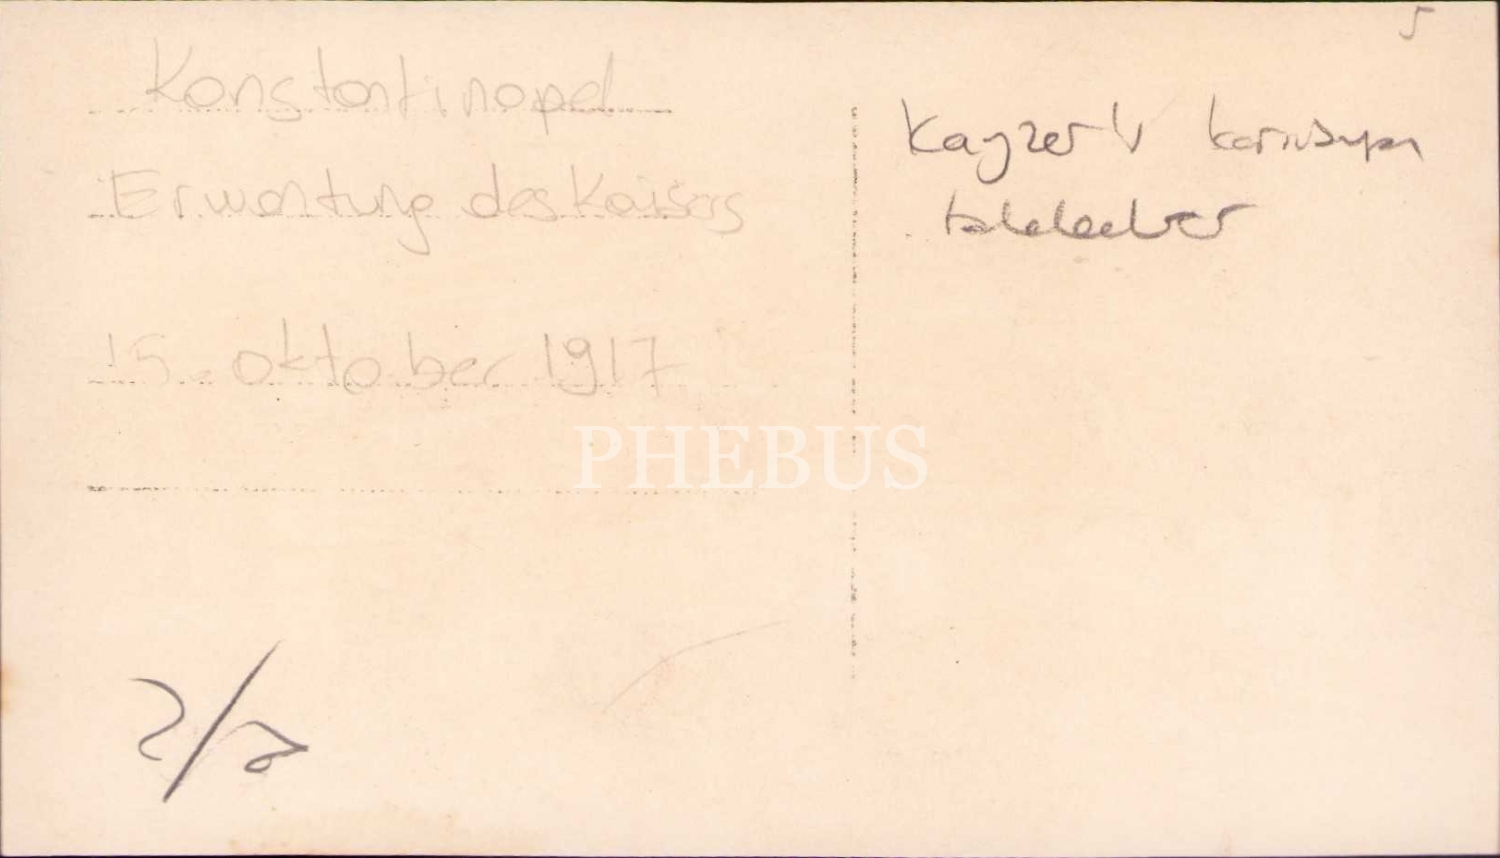 Konstantinopel
Erwartung des Kaisers
15. oktober 1917
2/2
5
Kayzer'i karşılayan
talebeler
PHEBUS